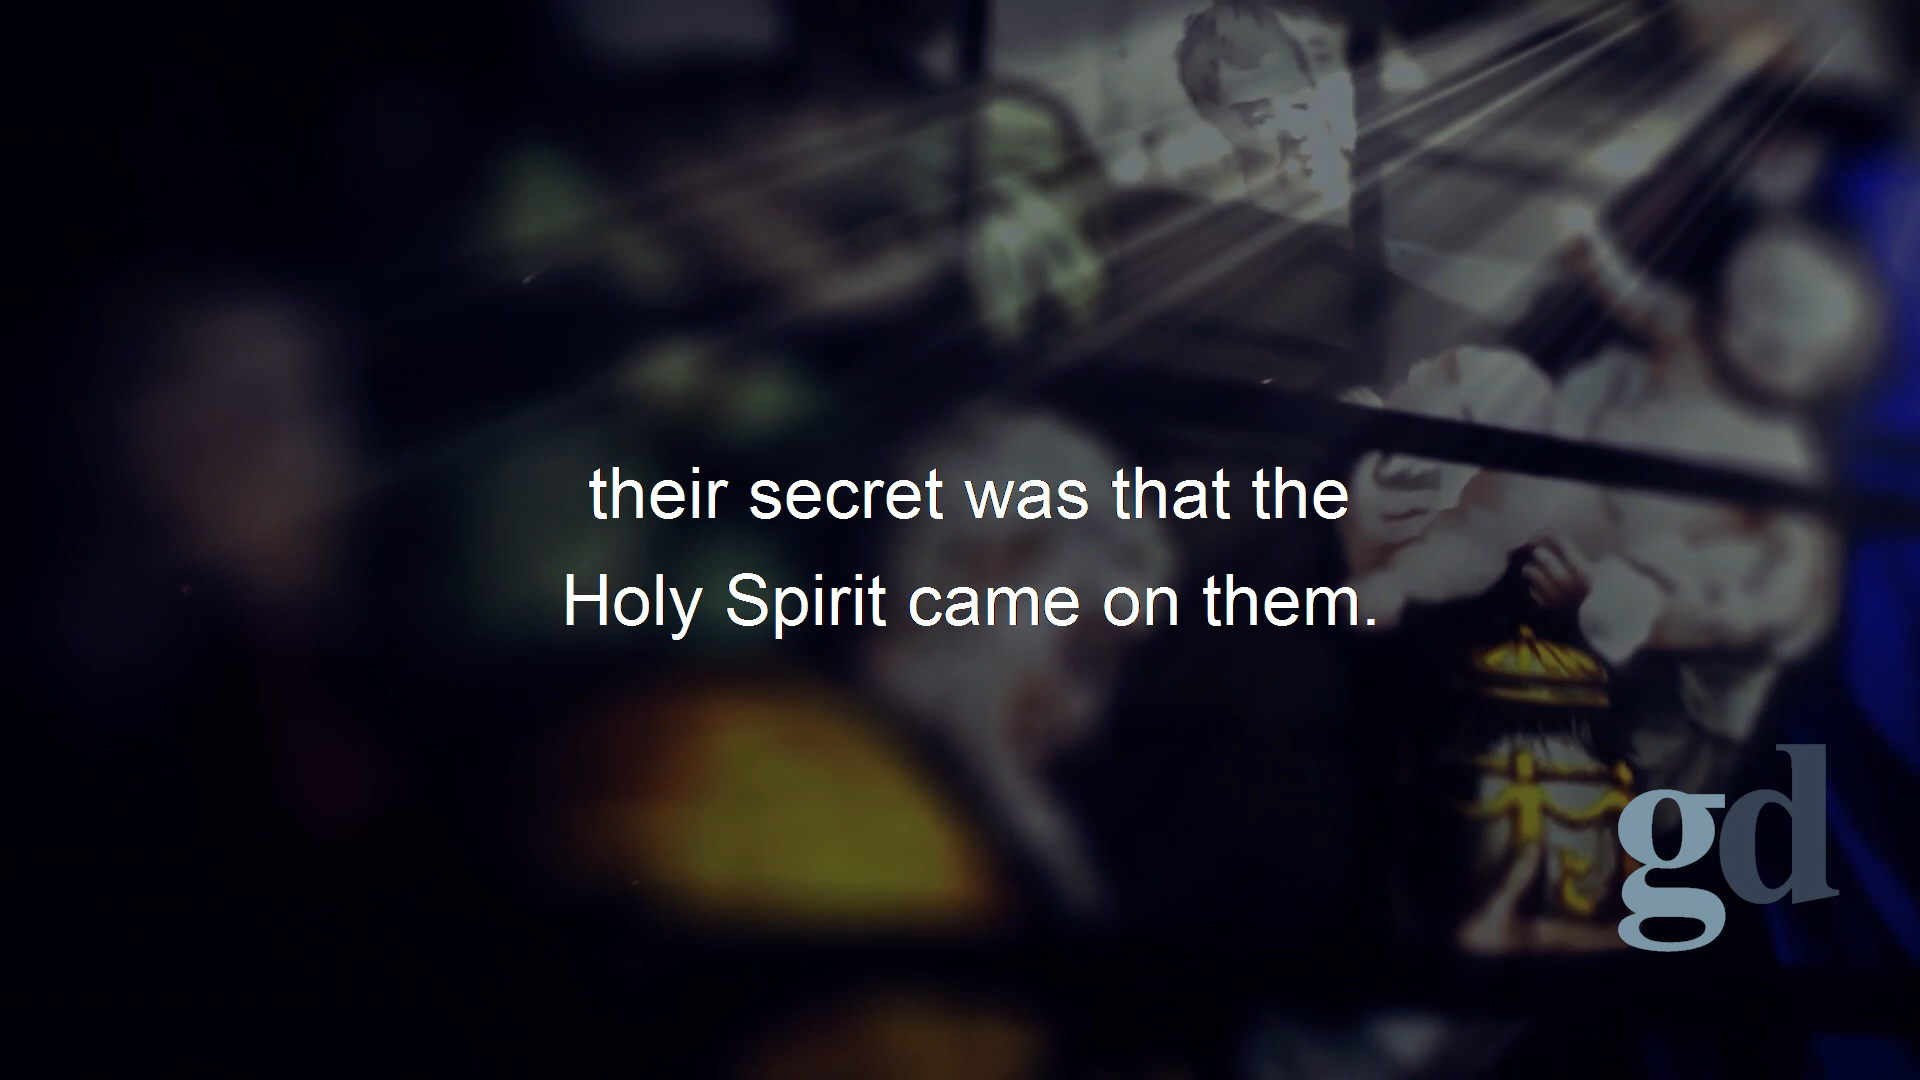 their secret was that the
Holy Spirit came on them.
gd